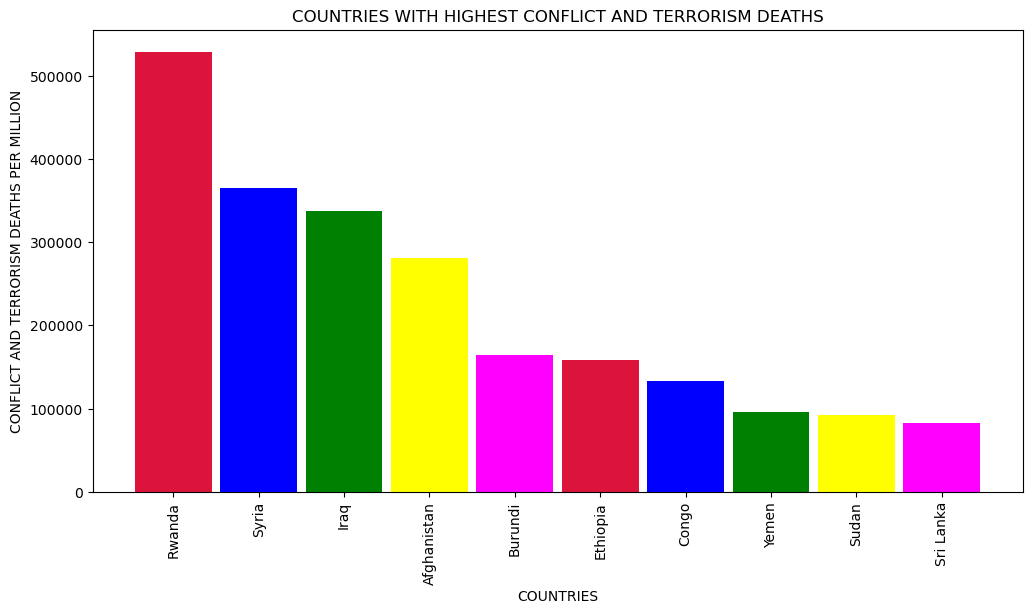 COUNTRIES WITH HIGHEST CONFLICT AND TERRORISM DEATHS
CONFLICT AND TERRORISM DEATHS PER MILLION
500000
400000
300000
200000
100000
0
Rwanda
Syria
Iraq
Afghanistan
Burundi
Ethiopia
Congo
Yemen
Sudan
Sri Lanka
COUNTRIES